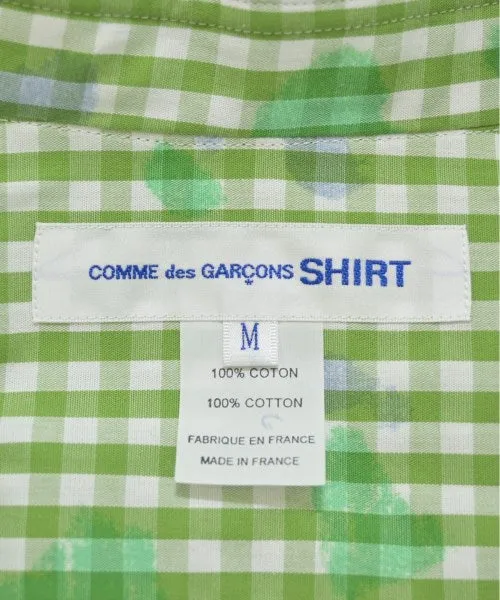 COMME des GARÇONS SHIRT
M
100% COTON
100% COTTON
FABRIQUE EN FRANCE
MADE IN FRANCE